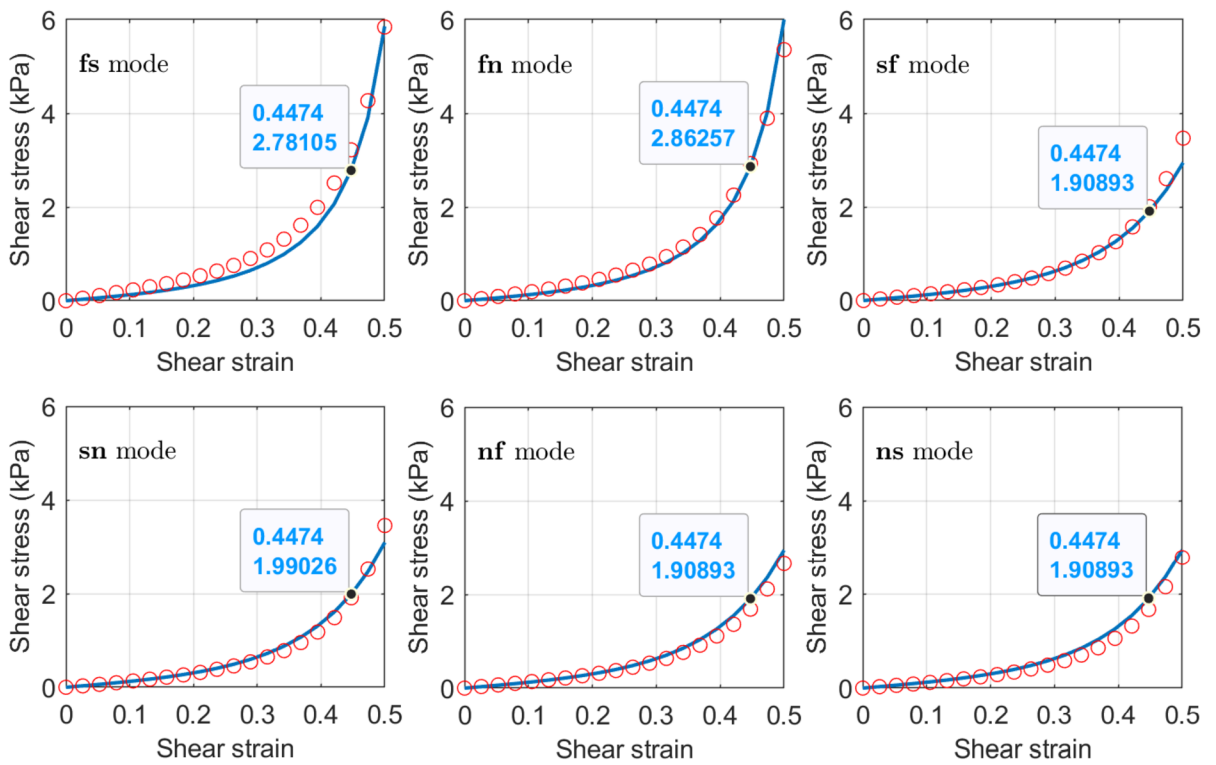 6
4
2
0
Shear stress (kPa)
fs mode
0.4474
2.78105
0 0.1 0.2 0.3 0.4 0.5
Shear strain
6
4
2
0
Shear stress (kPa)
fn mode
0.4474
2.86257
0 0.1 0.2 0.3 0.4 0.5
Shear strain
6
4
2
0
Shear stress (kPa)
sf mode
0.4474
1.90893
0 0.1 0.2 0.3 0.4 0.5
Shear strain
6
4
2
0
Shear stress (kPa)
sn mode
0.4474
1.99026
0 0.1 0.2 0.3 0.4 0.5
Shear strain
6
4
2
0
Shear stress (kPa)
nf mode
0.4474
1.90893
0 0.1 0.2 0.3 0.4 0.5
Shear strain
6
4
2
0
Shear stress (kPa)
ns mode
0.4474
1.90893
0 0.1 0.2 0.3 0.4 0.5
Shear strain